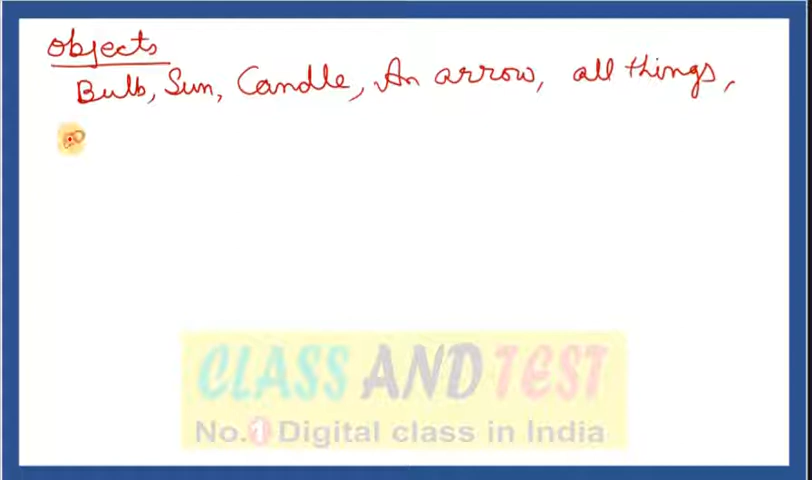 Objects
Bulb, Sun, Candle, An arrow, all things,
CLASS AND TEST
No.1 Digital class in India